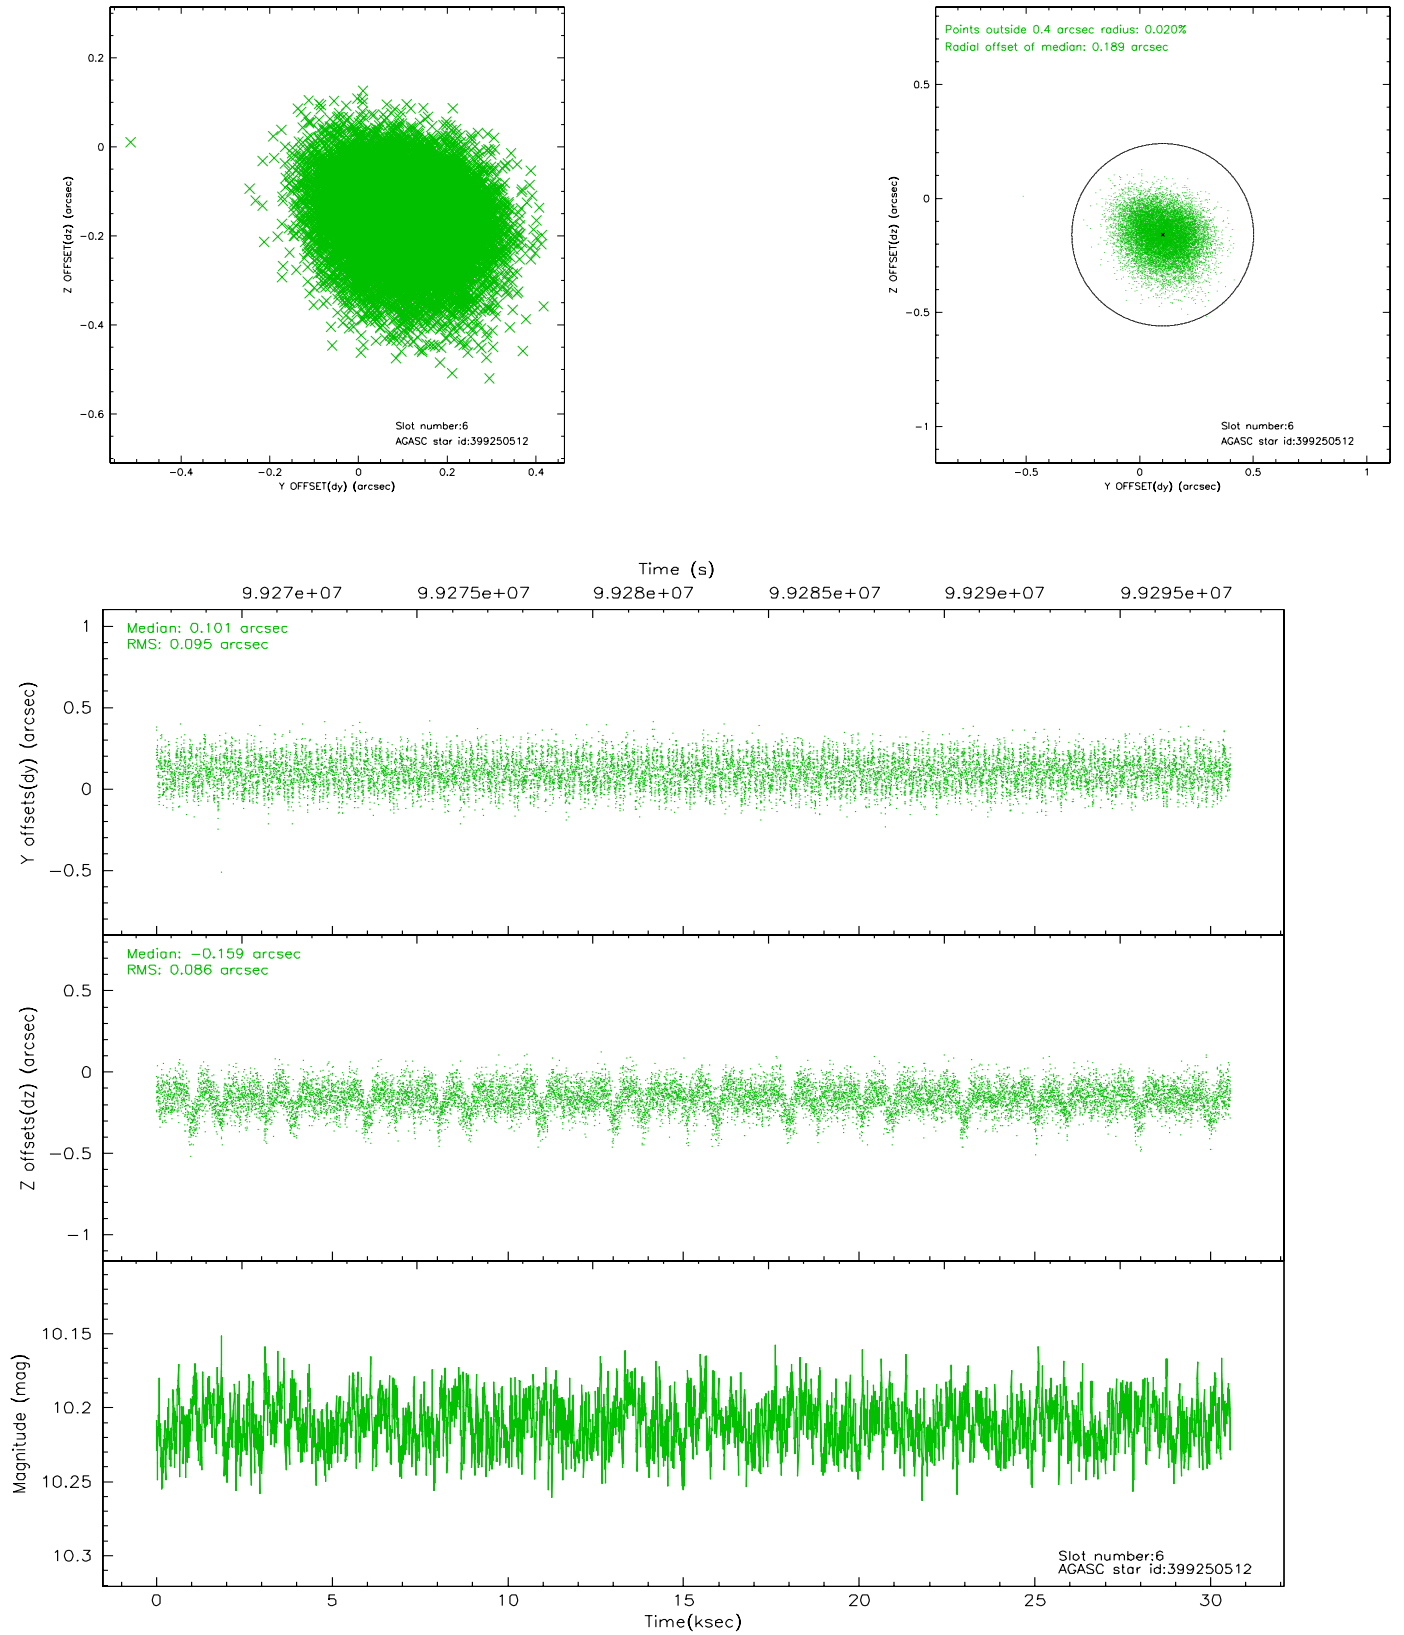 0.2
0
−0.2
−0.4
−0.6
Z OFFSET(dz) (arcsec)
Slot number:6
AGASC star id:399250512
−0.4 −0.2 0 0.2 0.4
Y OFFSET(dy) (arcsec)
Points outside 0.4 arcsec radius: 0.020%
Radial offset of median: 0.189 arcsec
0.5
0
−0.5
−1
Z OFFSET(dz) (arcsec)
Slot number:6
AGASC star id:399250512
−0.5 0 0.5 1
Y OFFSET(dy) (arcsec)
Time (s)
9.927e+07 9.9275e+07 9.928e+07 9.9285e+07 9.929e+07 9.9295e+07
Median: 0.101 arcsec
RMS: 0.095 arcsec
1
0.5
0
−0.5
Y offsets(dy) (arcsec)
Median: −0.159 arcsec
RMS: 0.086 arcsec
0.5
0
−0.5
−1
Z offsets(dz) (arcsec)
10.15
10.2
10.25
10.3
Magnitude (mag)
Slot number:6
AGASC star id:399250512
0 5 10 15 20 25 30
Time(ksec)